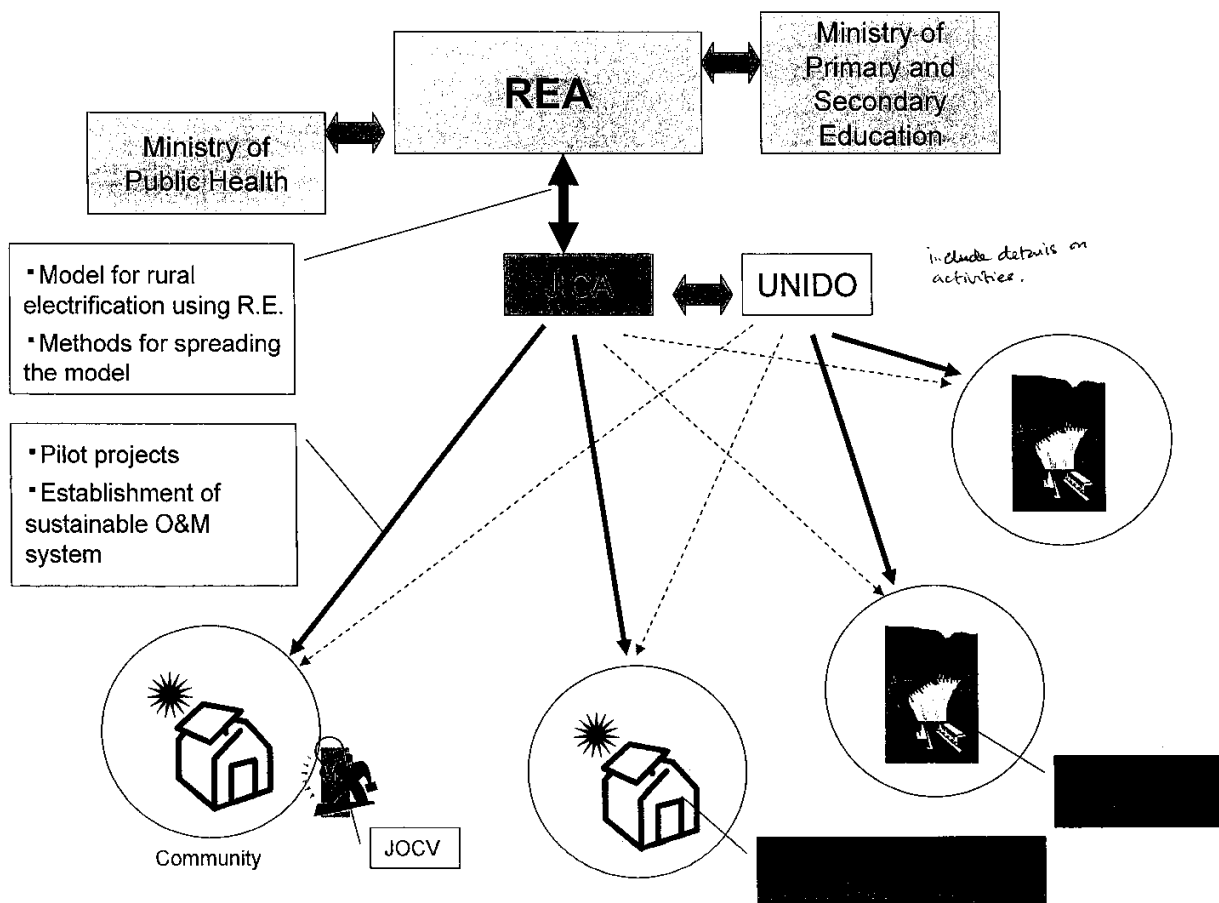 REA
Ministry of
Primary and
Secondary
Education
Ministry of
Public Health
▪Model for rural
electrification using R.E.
▪Methods for spreading
the model
JICA
UNIDO
include details on
activities.
▪Pilot projects
▪Establishment of
sustainable O&M
system
Community
JOCV